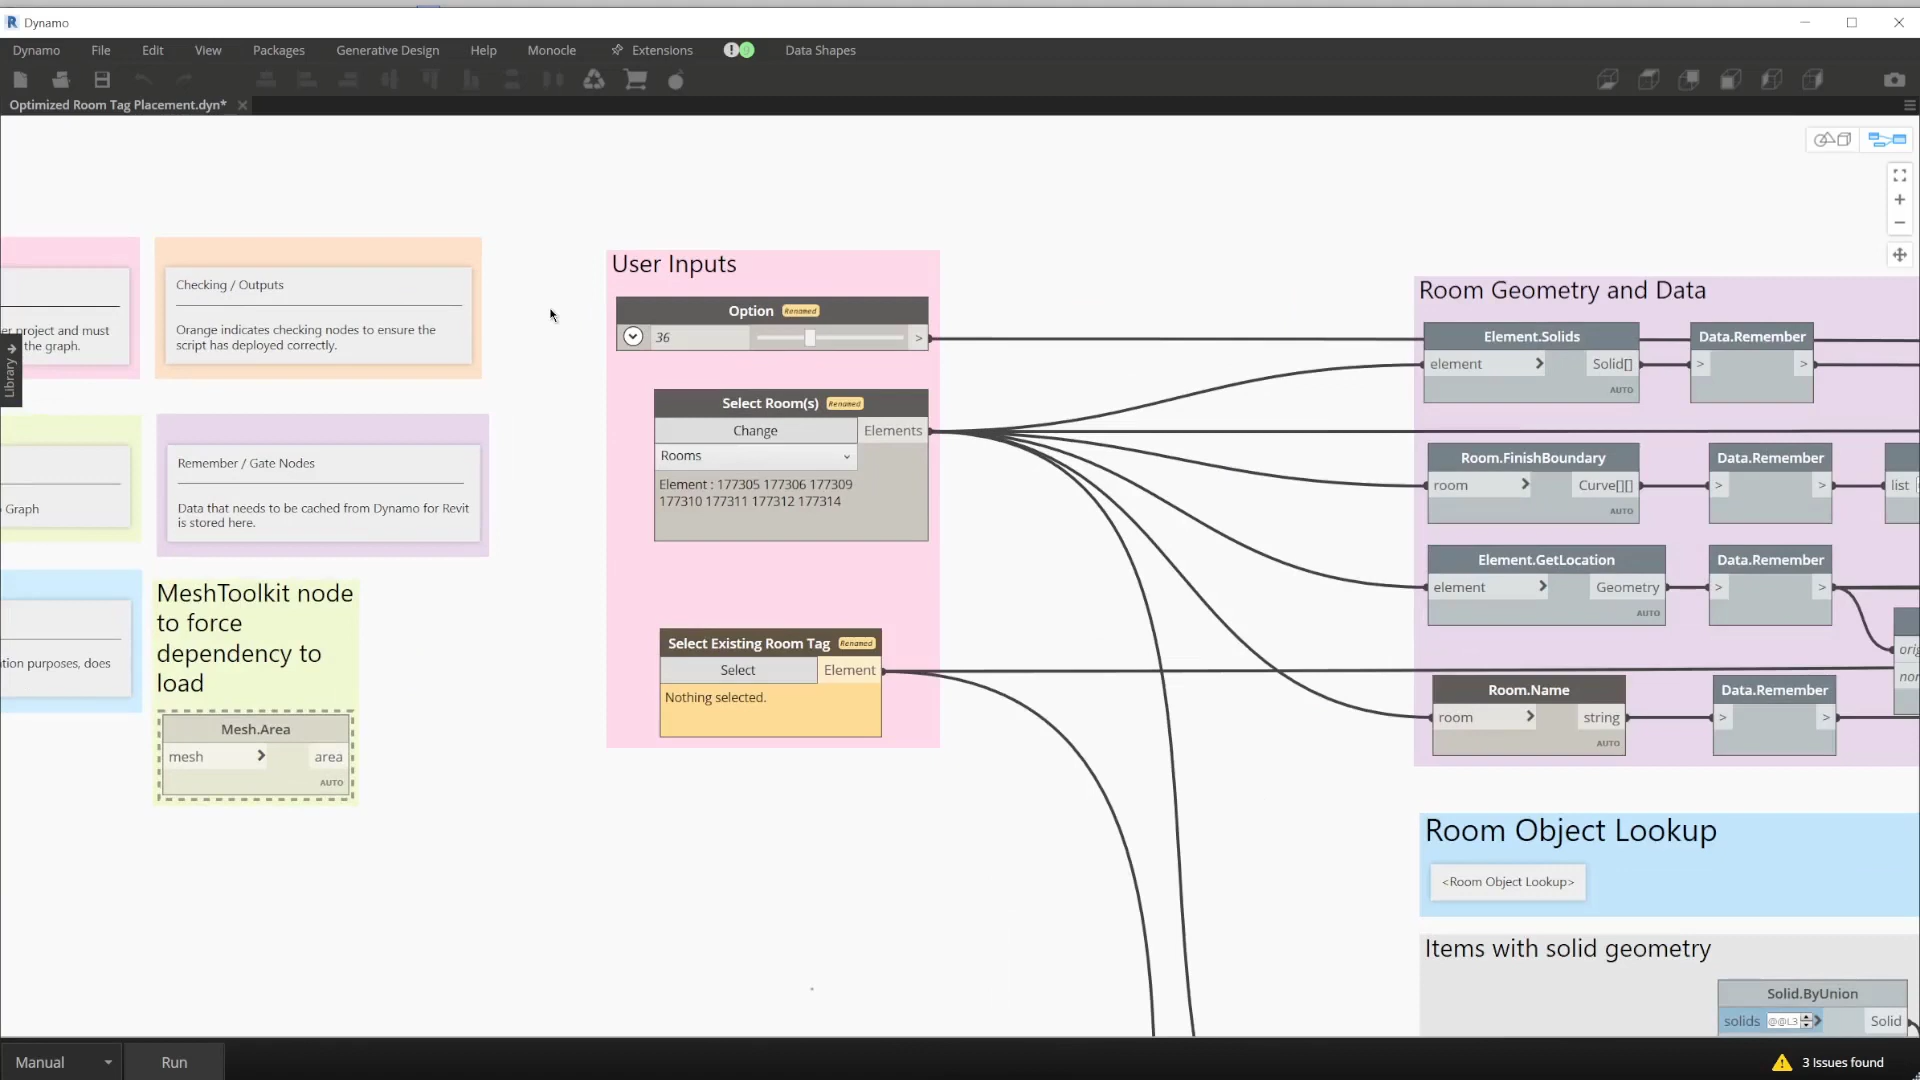 Dynamo
Dynamo File Edit View Packages Generative Design Help Monocle Extensions Data Shapes
Optimized Room Tag Placement.dyn*
Library
er project and must
the graph.
Checking / Outputs
Orange indicates checking nodes to ensure the
script has deployed correctly.
Graph
Remember / Gate Nodes
Data that needs to be cached from Dynamo for Revit
is stored here.
tion purposes, does
MeshToolkit node
to force
dependency to
load
Mesh.Area
mesh > area
AUTO
User Inputs
Option Renamed
36 >
Select Room(s) Renamed
Change Elements
Rooms
Element : 177305 177306 177309
177310 177311 177312 177314
Select Existing Room Tag Renamed
Select Element
Nothing selected.
Room Geometry and Data
Element.Solids
element > Solid[]
AUTO
Data.Remember
> >
Room.FinishBoundary
room > Curve[][]
AUTO
Data.Remember
> >
list
Element.GetLocation
element > Geometry
AUTO
Data.Remember
> >
orig
nor
Room.Name
room > string
AUTO
Data.Remember
> >
Room Object Lookup
<Room Object Lookup>
Items with solid geometry
Solid.ByUnion
solids @@L3 > Solid
Manual Run
3 Issues found